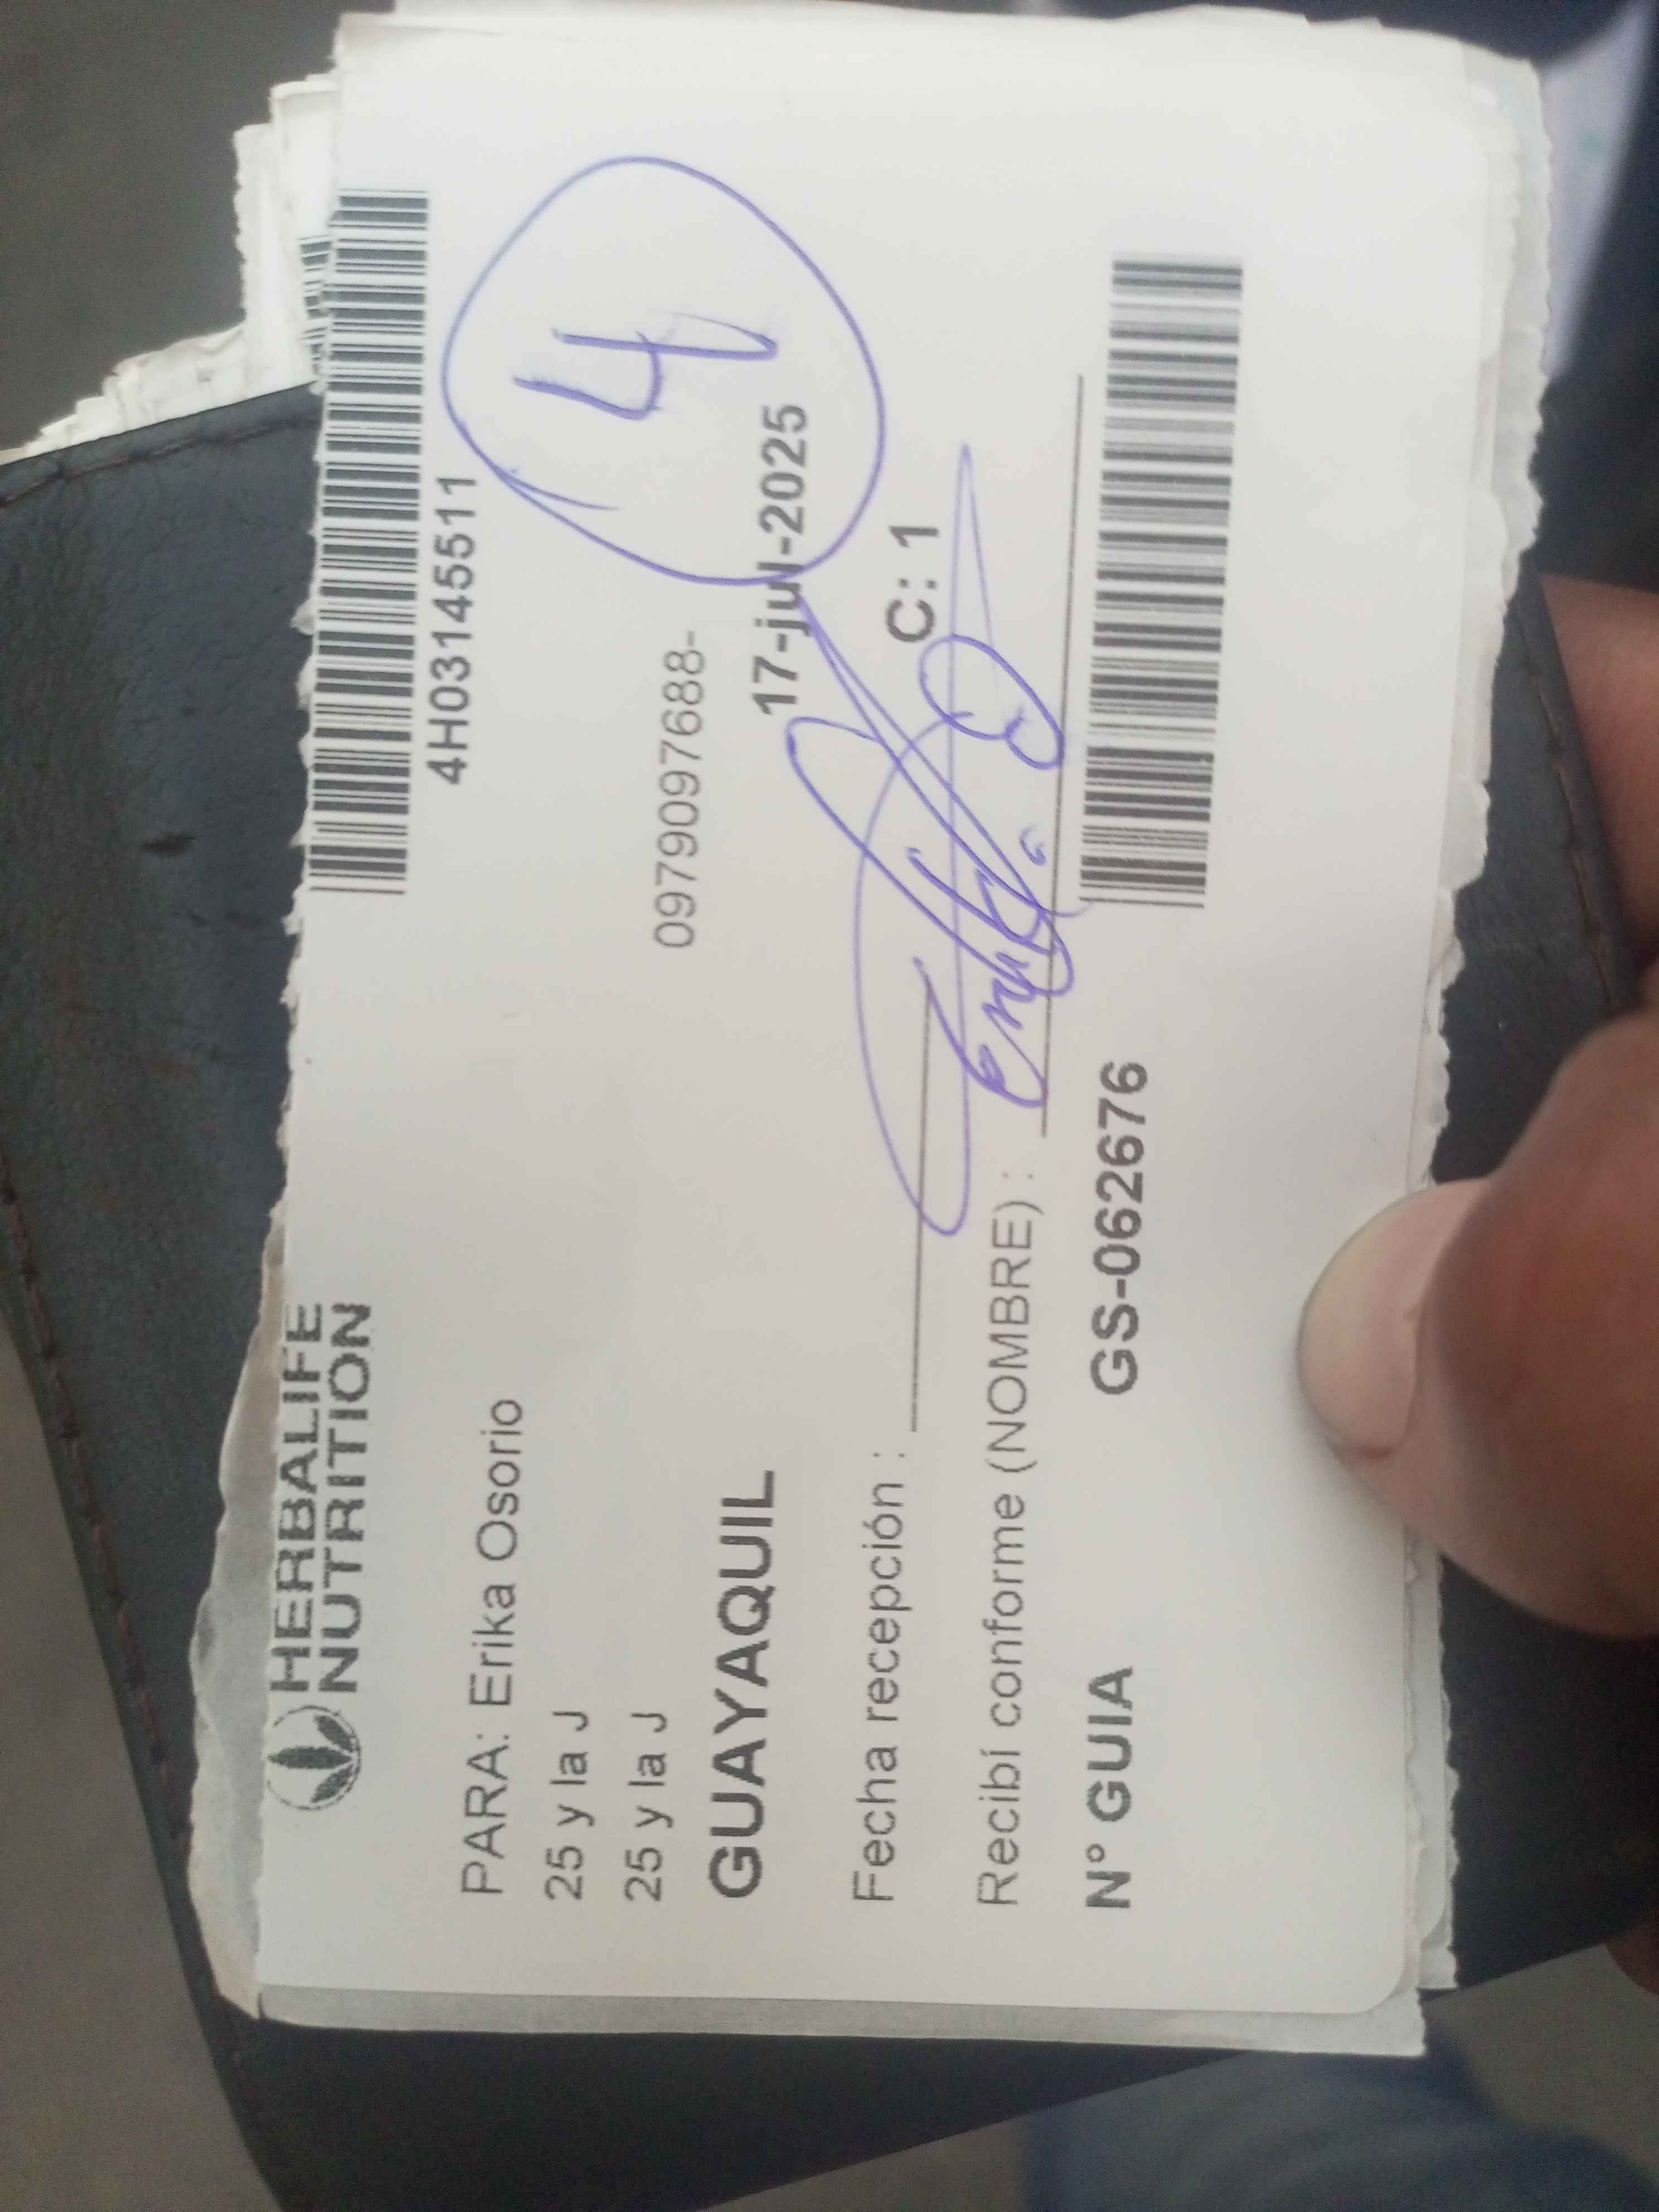 HERBALIFE
NUTRITION
4H03145511
PARA: Erika Osorio
25 y la J
25 y la J
0979097688-
GUAYAQUIL
17-jul-2025
4
Fecha recepción :
C: 1
Recibí conforme (NOMBRE) :
N° GUIA
GS-062676